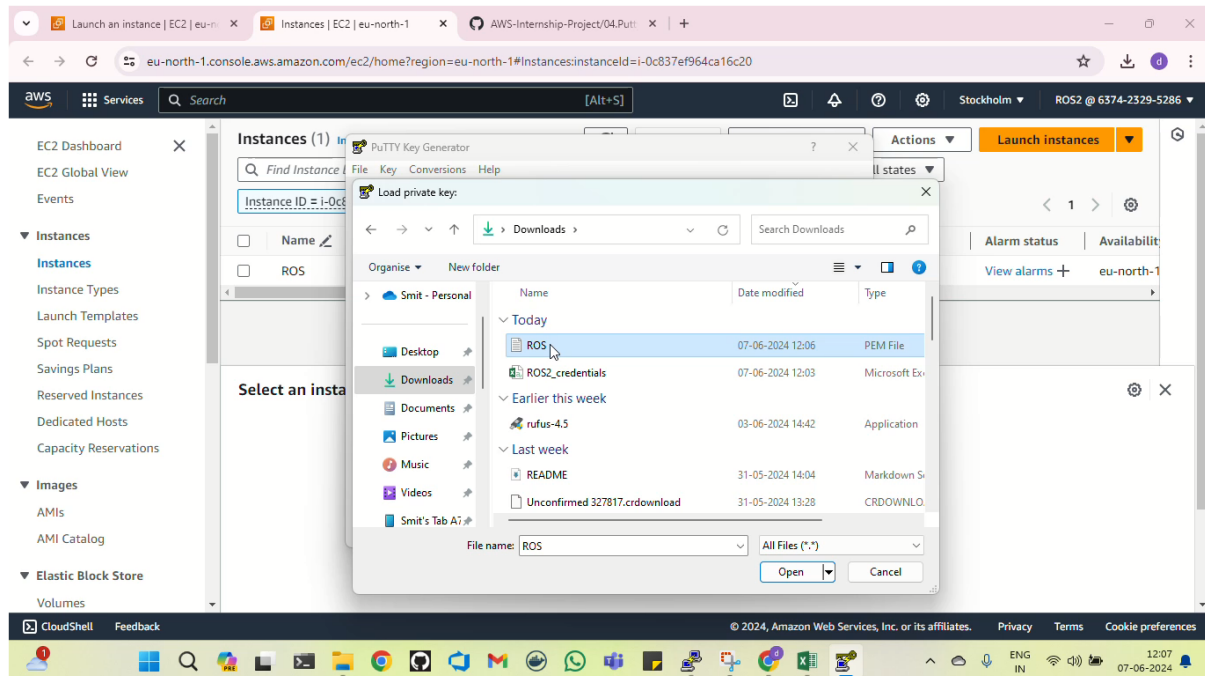 Launch an instance | EC2 | eu-n
Instances | EC2 | eu-north-1
AWS-Internship-Project/04.Putt
eu-north-1.console.aws.amazon.com/ec2/home?region=eu-north-1#Instances:instanceId=i-0c837ef964ca16c20
d
aws
Services
Search
[Alt+S]
Stockholm
ROS2 @ 6374-2329-5286
EC2 Dashboard
EC2 Global View
Events
Instances
Instances
Instance Types
Launch Templates
Spot Requests
Savings Plans
Reserved Instances
Dedicated Hosts
Capacity Reservations
Images
AMIs
AMI Catalog
Elastic Block Store
Volumes
Instances (1) In
Actions
Launch instances
Find Instance
ll states
Instance ID = i-0c8
1
Name
Alarm status
Availabilit
ROS
View alarms +
eu-north-1
Select an insta
PuTTY Key Generator
?
File Key Conversions Help
Load private key:
Downloads
Search Downloads
Organise
New folder
Smit - Personal
Desktop
Downloads
Documents
Pictures
Music
Videos
Smit's Tab A7
Name
Date modified
Type
Today
ROS
07-06-2024 12:06
PEM File
ROS2_credentials
07-06-2024 12:03
Microsoft Ex
Earlier this week
rufus-4.5
03-06-2024 14:42
Application
Last week
README
31-05-2024 14:04
Markdown S
Unconfirmed 327817.crdownload
31-05-2024 13:28
CRDOWNLO
File name: ROS
All Files (*.*)
Open
Cancel
CloudShell
Feedback
© 2024, Amazon Web Services, Inc. or its affiliates.
Privacy
Terms
Cookie preferences
1
PRE
d
ENG
IN
12:07
07-06-2024